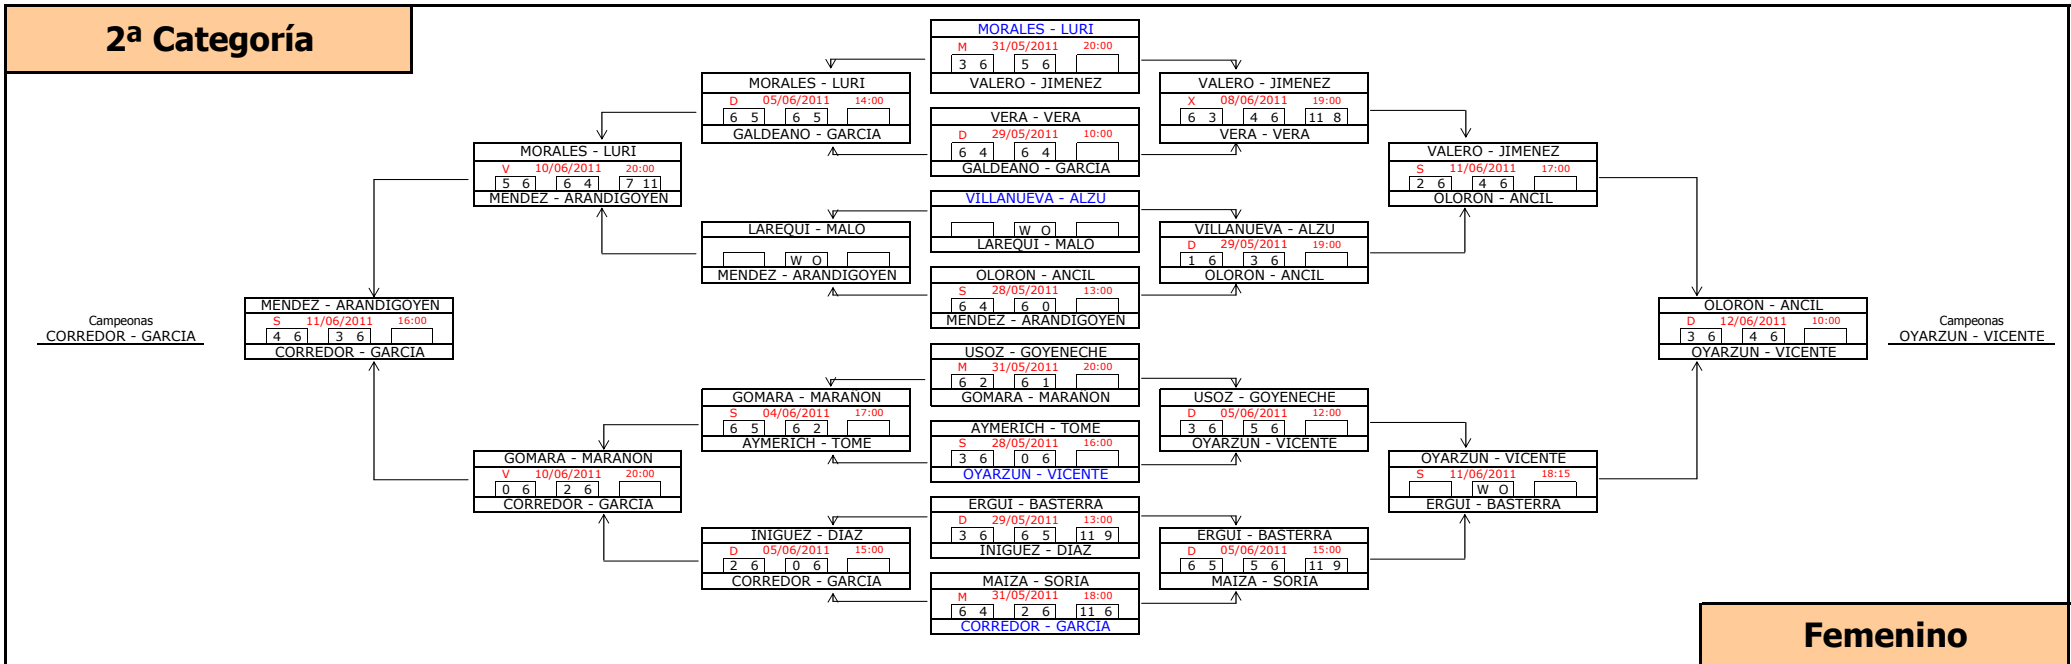 2ª Categoría
MORALES - LURI
M 31/05/2011 20:00
3 6 5 6
VALERO - JIMENEZ
VERA - VERA
D 29/05/2011 10:00
6 4 6 4
GALDEANO - GARCIA
VILLANUEVA - ALZU
W O
LAREQUI - MALO
OLORON - ANCIL
S 28/05/2011 13:00
6 4 6 0
MENDEZ - ARANDIGOYEN
USOZ - GOYENECHE
M 31/05/2011 20:00
6 2 6 1
GOMARA - MARAÑON
AYMERICH - TOME
S 28/05/2011 16:00
3 6 0 6
OYARZUN - VICENTE
ERGUI - BASTERRA
D 29/05/2011 13:00
3 6 6 5 11 9
INIGUEZ - DIAZ
MAIZA - SORIA
M 31/05/2011 18:00
6 4 2 6 11 6
CORREDOR - GARCIA
MORALES - LURI
D 05/06/2011 14:00
6 5 6 5
GALDEANO - GARCIA
LAREQUI - MALO
W O
MENDEZ - ARANDIGOYEN
GOMARA - MARAÑON
S 04/06/2011 17:00
6 5 6 2
AYMERICH - TOME
INIGUEZ - DIAZ
D 05/06/2011 15:00
2 6 0 6
CORREDOR - GARCIA
MORALES - LURI
V 10/06/2011 20:00
5 6 6 4 7 11
MENDEZ - ARANDIGOYEN
GOMARA - MARAÑON
V 10/06/2011 20:00
0 6 2 6
CORREDOR - GARCIA
MENDEZ - ARANDIGOYEN
S 11/06/2011 16:00
4 6 3 6
CORREDOR - GARCIA
Campeonas
CORREDOR - GARCIA
VALERO - JIMENEZ
X 08/06/2011 19:00
6 3 4 6 11 8
VERA - VERA
VILLANUEVA - ALZU
D 29/05/2011 19:00
1 6 3 6
OLORON - ANCIL
USOZ - GOYENECHE
D 05/06/2011 12:00
3 6 5 6
OYARZUN - VICENTE
ERGUI - BASTERRA
D 05/06/2011 15:00
6 5 5 6 11 9
MAIZA - SORIA
VALERO - JIMENEZ
S 11/06/2011 17:00
2 6 4 6
OLORON - ANCIL
OYARZUN - VICENTE
S 11/06/2011 18:15
W O
ERGUI - BASTERRA
OLORON - ANCIL
D 12/06/2011 10:00
3 6 4 6
OYARZUN - VICENTE
Campeonas
OYARZUN - VICENTE
Femenino